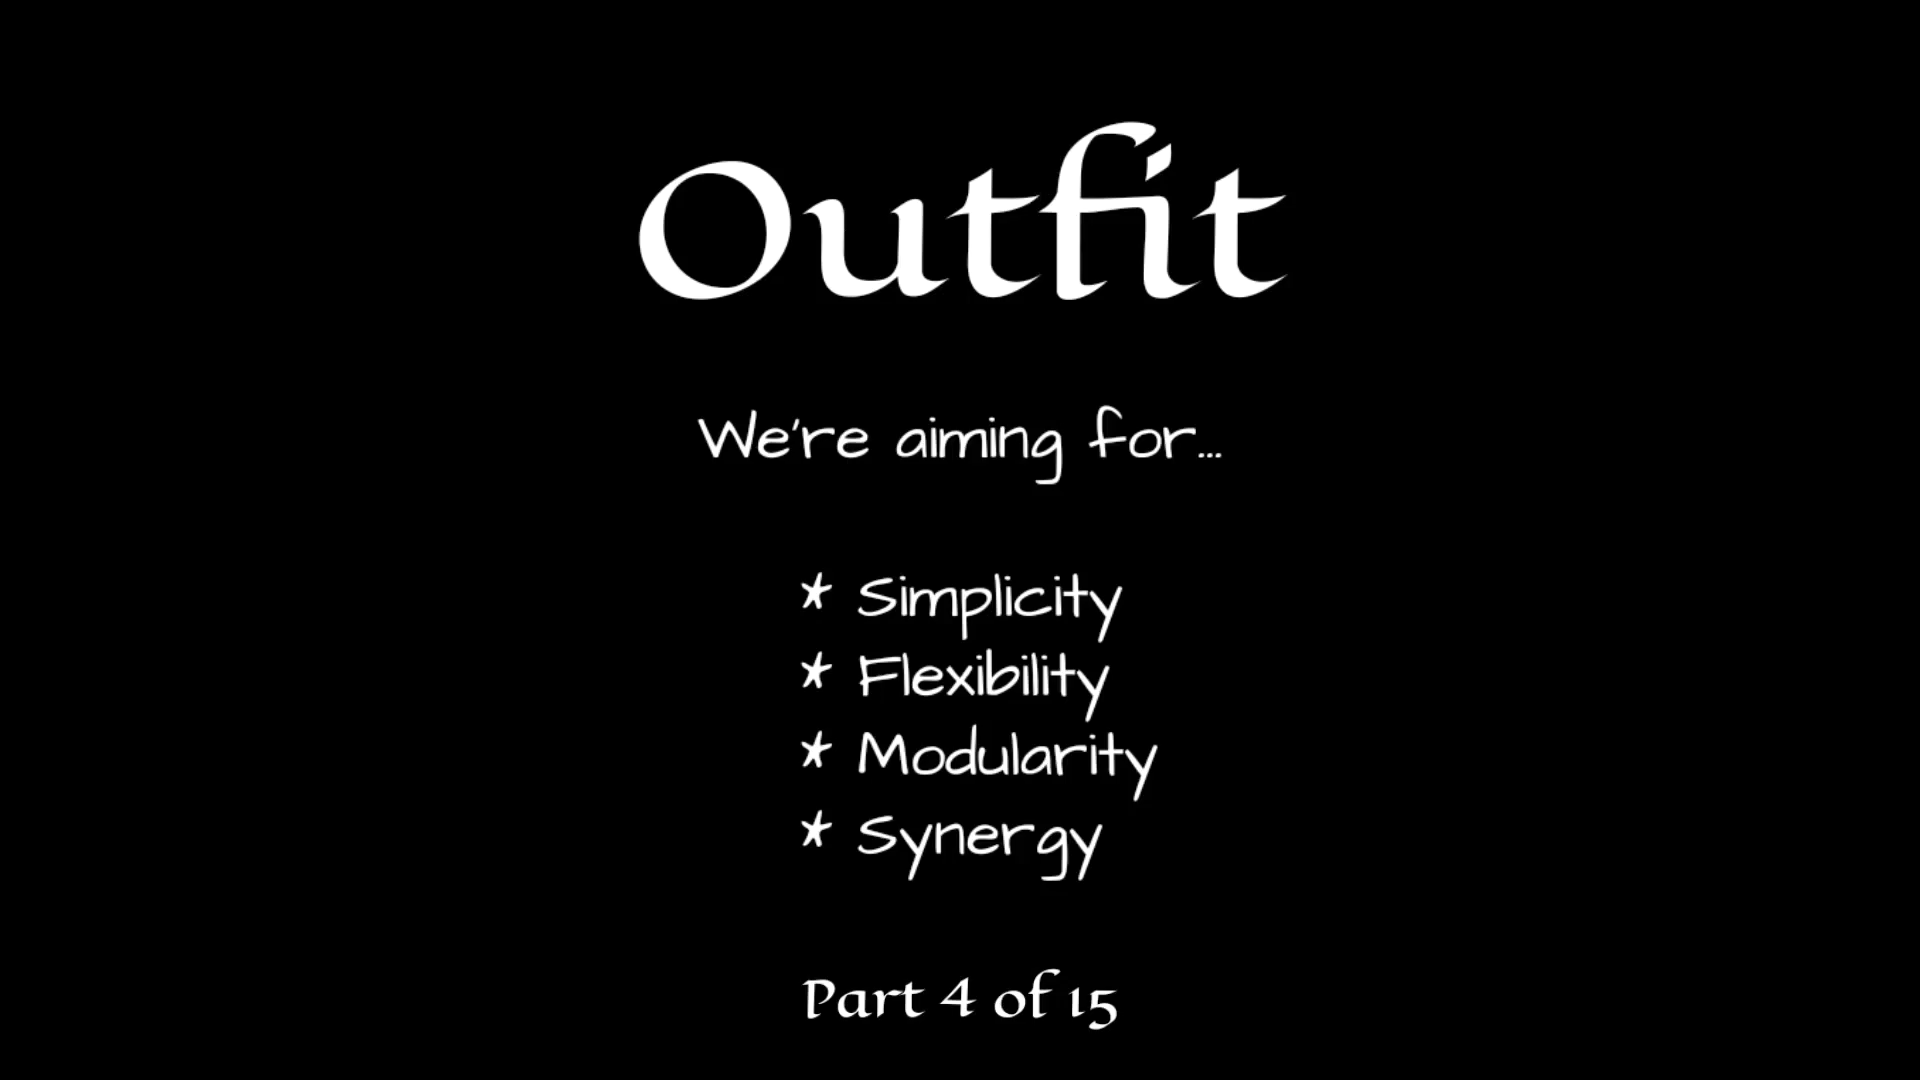 Outfit
We're aiming for...
* Simplicity
* Flexibility
* Modularity
* Synergy
Part 4 of 15